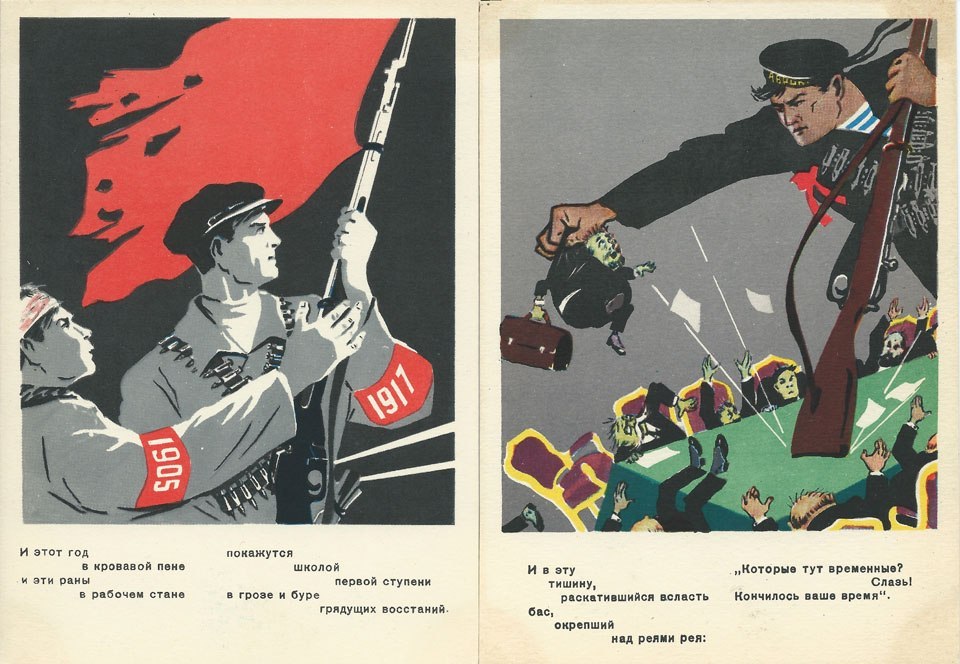 1917
1905
И этот год
в кровавой пене
и эти раны
в рабочем стане
покажутся
школой
первой ступени
в грозе и буре
грядущих восстаний.
И в эту
тишину,
раскатившийся всласть
бас,
окрепший
над реями рея:
„Которые тут временные?
Слазь!
Кончилось ваше время“.